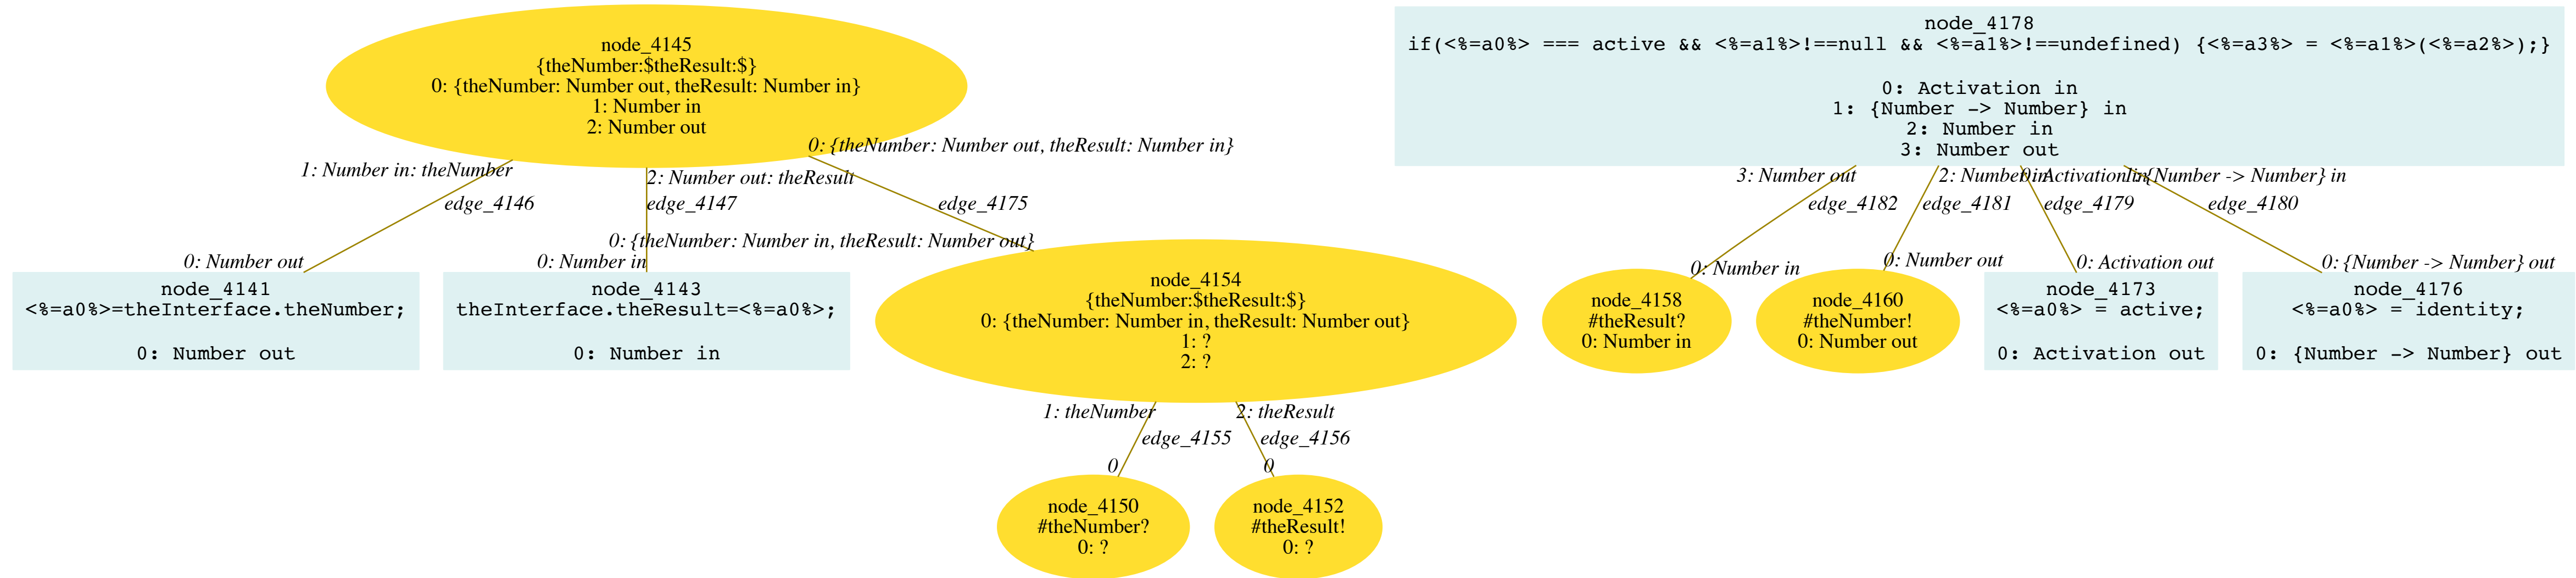 node_4145
{theNumber:$theResult:$}
0: {theNumber: Number out, theResult: Number in}
1: Number in
2: Number out
node_4178
if(<%=a0%> === active && <%=a1%>!==null && <%=a1%>!==undefined) {<%=a3%> = <%=a1%>(<%=a2%>);}
0: Activation in
1: {Number -> Number} in
2: Number in
3: Number out
0: {theNumber: Number out, theResult: Number in}
1: Number in: theNumber
2: Number out: theResult
3: Number out
2: Number in
0: Activation in
1: {Number -> Number} in
edge_4146
edge_4147
edge_4175
edge_4182
edge_4181
edge_4179
edge_4180
0: {theNumber: Number in, theResult: Number out}
0: Number out
0: Number in
0: Number in
0: Number out
0: Activation out
0: {Number -> Number} out
node_4141
<%=a0%>=theInterface.theNumber;
0: Number out
node_4143
theInterface.theResult=<%=a0%>;
0: Number in
node_4154
{theNumber:$theResult:$}
0: {theNumber: Number in, theResult: Number out}
1: ?
2: ?
node_4158
#theResult?
0: Number in
node_4160
#theNumber!
0: Number out
node_4173
<%=a0%> = active;
0: Activation out
node_4176
<%=a0%> = identity;
0: {Number -> Number} out
1: theNumber
2: theResult
edge_4155
edge_4156
0
0
node_4150
#theNumber?
0: ?
node_4152
#theResult!
0: ?